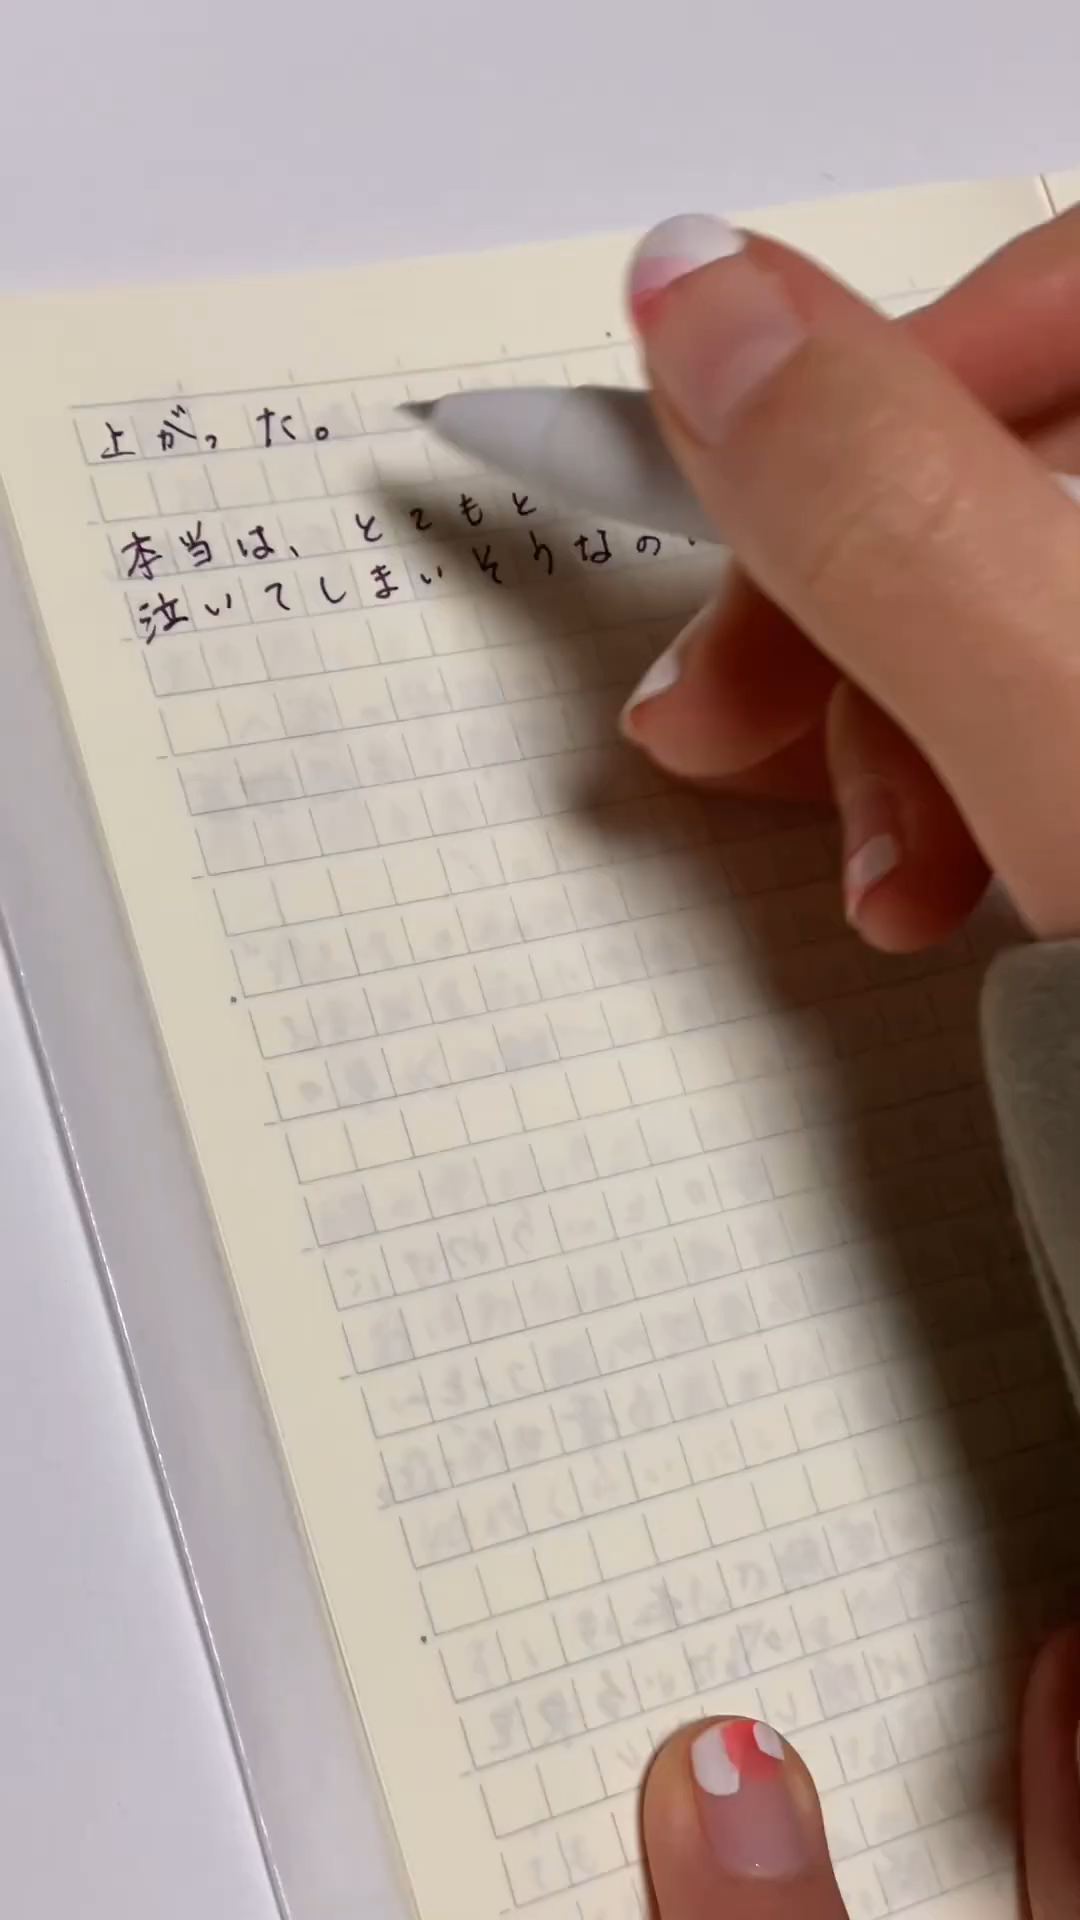 上がった。
本当は、とてもと
泣いてしまいそうなの